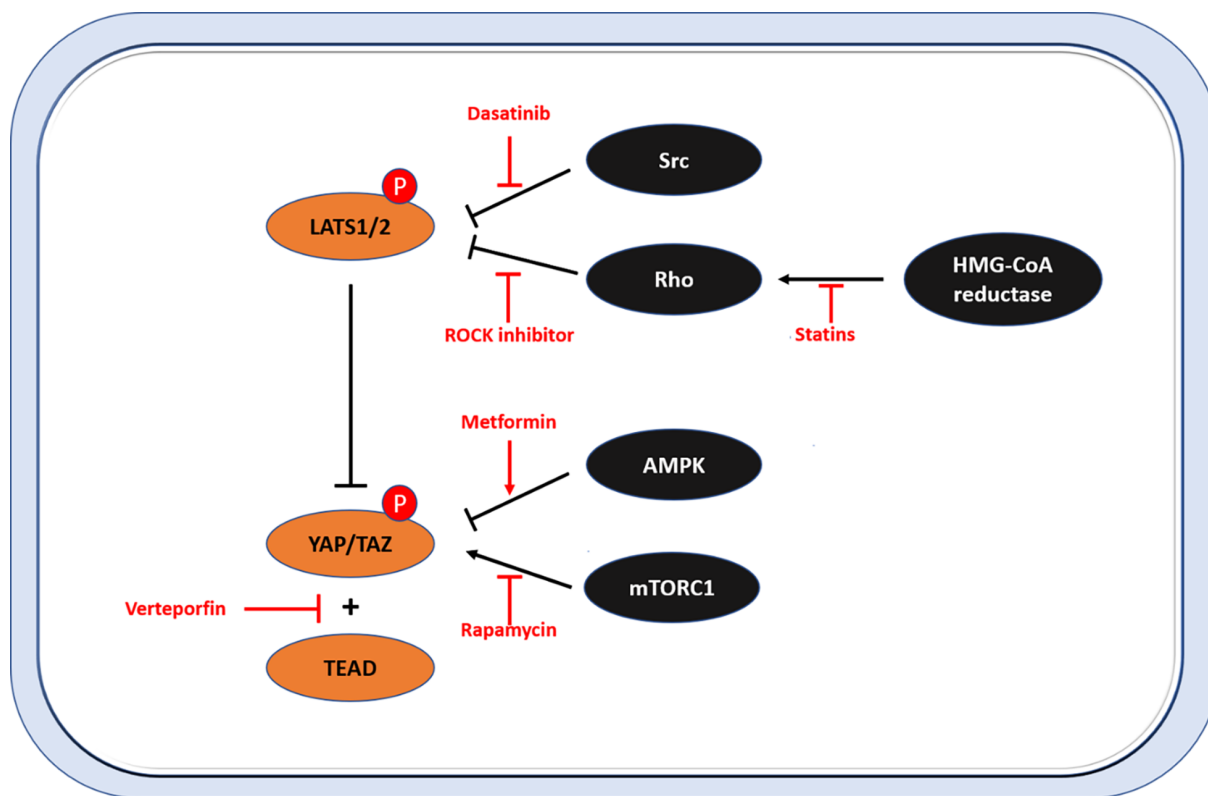 Dasatinib
Src
P
LATS1/2
Rho
HMG-CoA
reductase
ROCK inhibitor
Statins
Metformin
AMPK
P
YAP/TAZ
mTORC1
Verteporfin
+
Rapamycin
TEAD